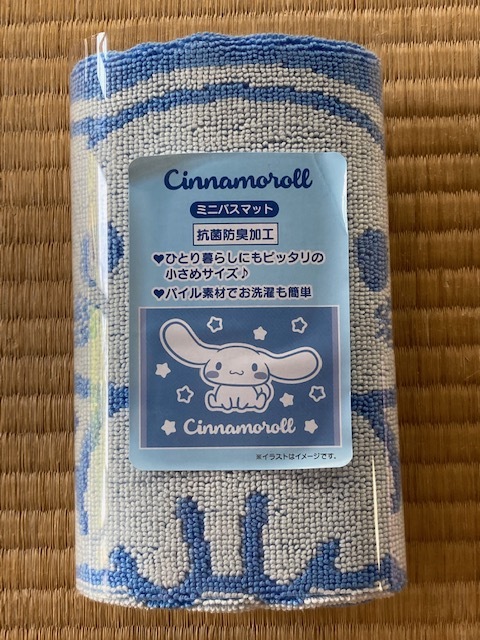 Cinnamoroll
ミニバスマット
抗菌防臭加工
♥ひとり暮らしにもピッタリの
小さめサイズ♪
♥パイル素材でお洗濯も簡単
Cinnamoroll
※イラストはイメージです。